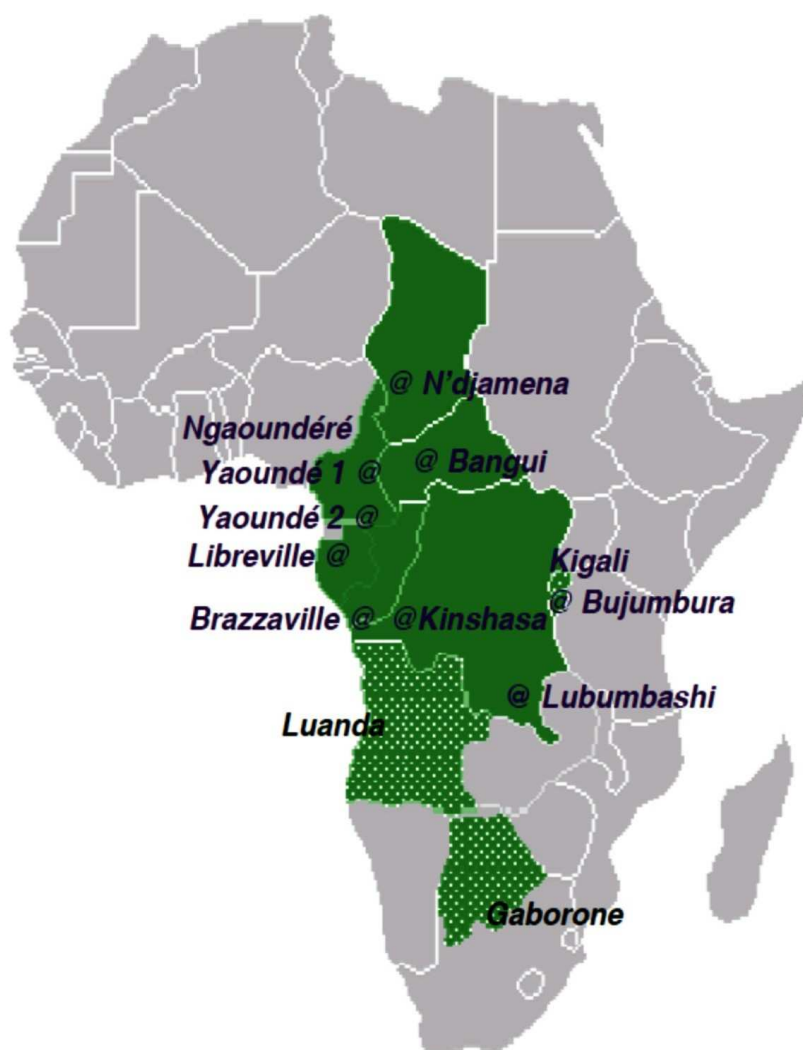 @ N'djamena
Ngaoundéré
@ Bangui
Yaoundé 1 @
Yaoundé 2 @
Libreville @
Kigali
@ Bujumbura
Brazzaville @
@Kinshasa
@ Lubumbashi
Luanda
Gaborone